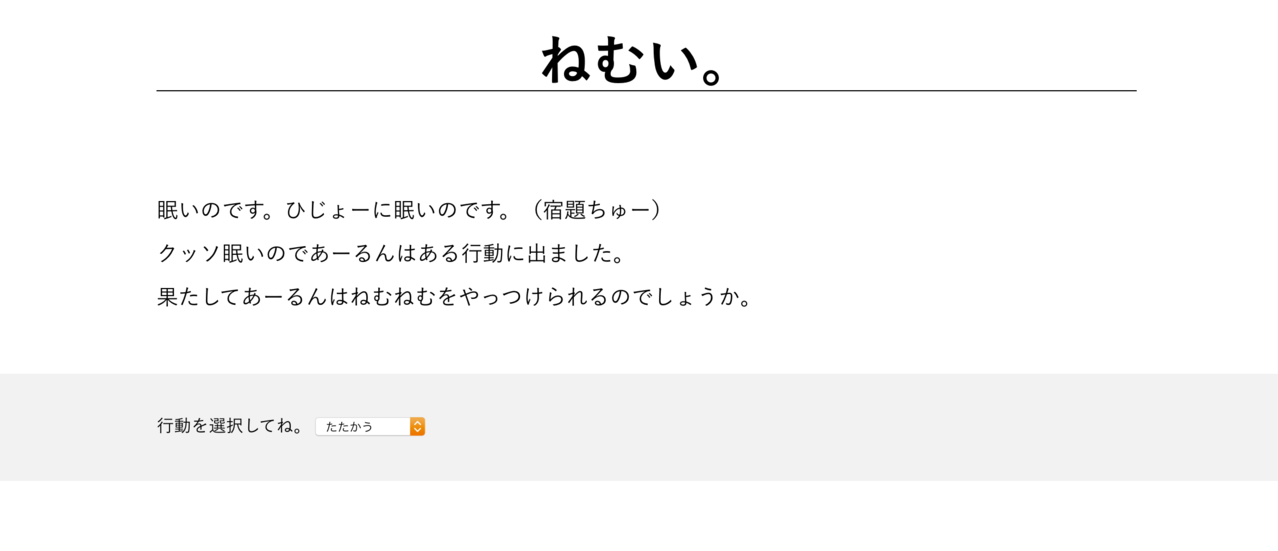 ねむい。
眠いのです。ひじょーに眠いのです。（宿題ちゅー）
クッソ眠いのであーるんはある行動に出ました。
果たしてあーるんはねむねむをやっつけられるのでしょうか。
行動を選択してね。 たたかう